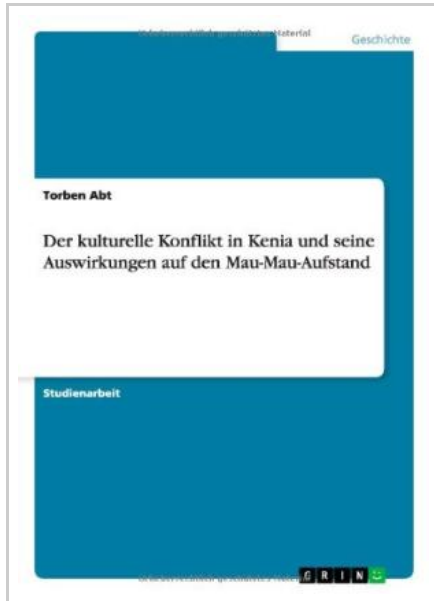 Geschichte
Torben Abt
Der kulturelle Konflikt in Kenia und seine
Auswirkungen auf den Mau-Mau-Aufstand
Studienarbeit
GRIN